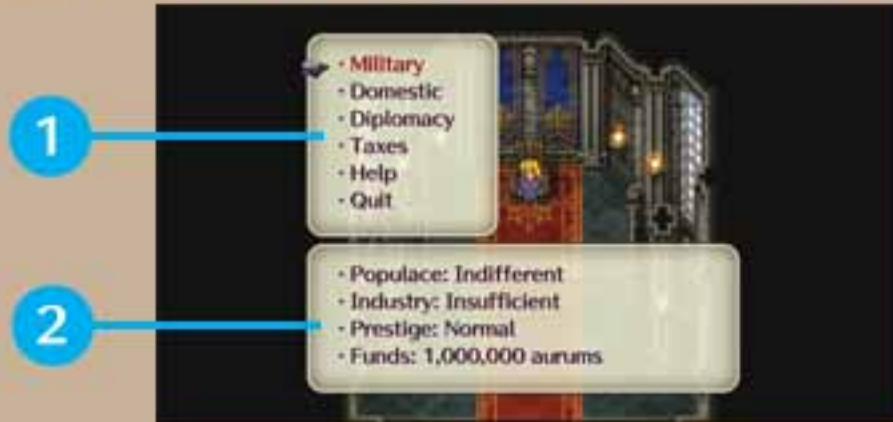 1
· Military
· Domestic
· Diplomacy
· Taxes
· Help
· Quit
2
· Populace: Indifferent
· Industry: Insufficient
· Prestige: Normal
· Funds: 1,000,000 aurums